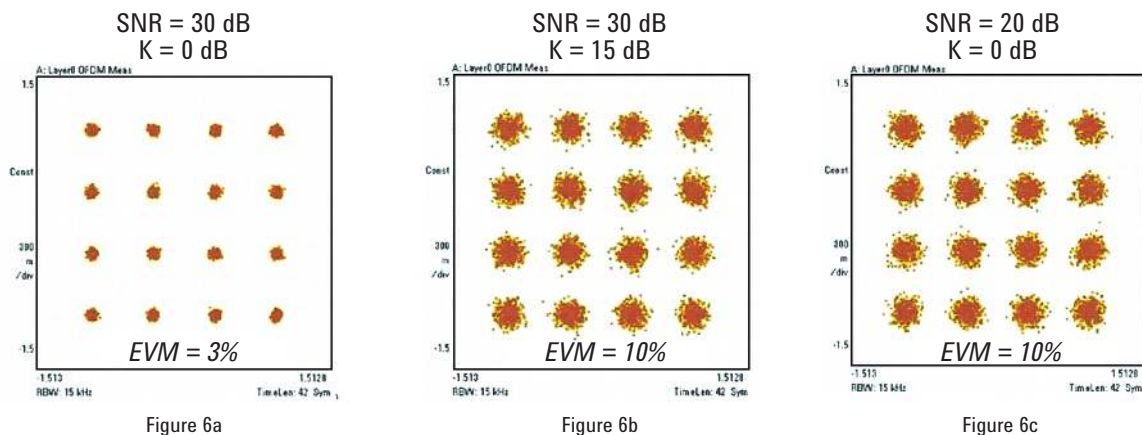 SNR = 30 dB
K = 0 dB
A: Layer0 OFDM Meas
1.5
Const
300
m
/div
-1.5
EVM = 3%
-1.513
1.5128
RBW: 15 kHz
TimeLen: 42 Sym
Figure 6a
SNR = 30 dB
K = 15 dB
A: Layer0 OFDM Meas
1.5
Const
300
m
/div
-1.5
EVM = 10%
-1.513
1.5128
RBW: 15 kHz
TimeLen: 42 Sym
Figure 6b
SNR = 20 dB
K = 0 dB
A: Layer0 OFDM Meas
1.5
Const
300
m
/div
-1.5
EVM = 10%
-1.513
1.5128
RBW: 15 kHz
TimeLen: 42 Sym
Figure 6c